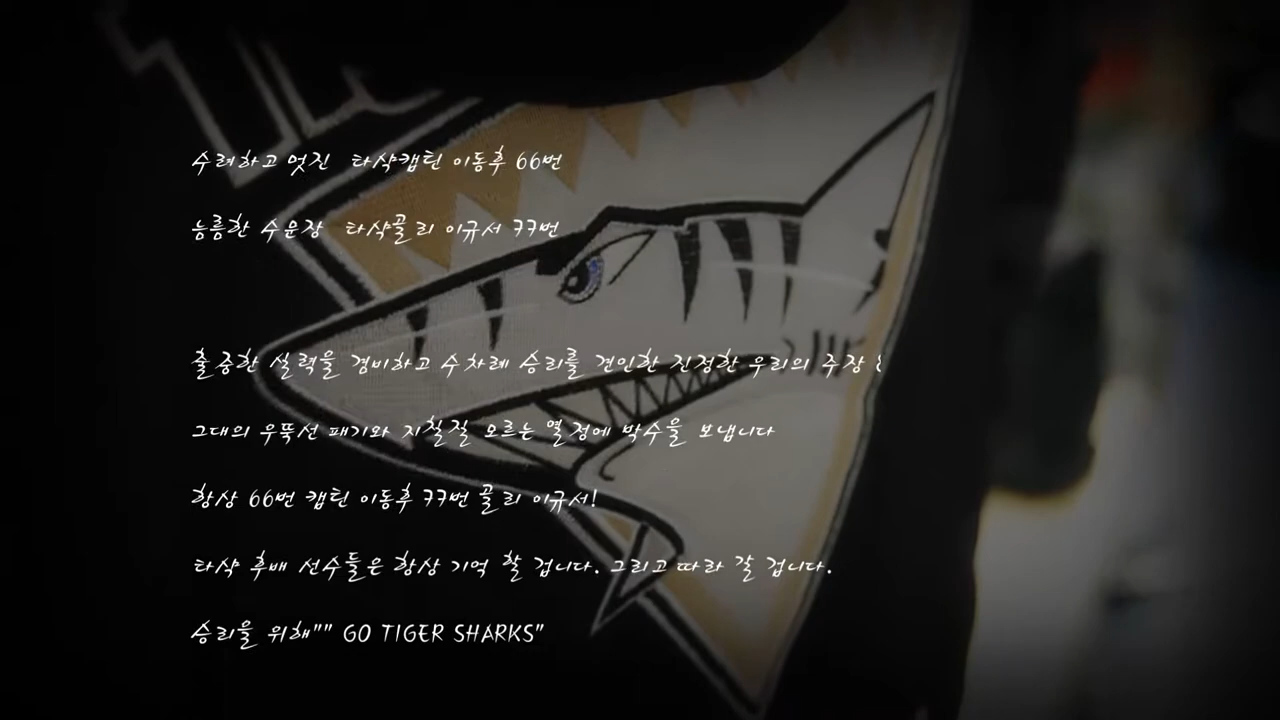 수려하고 멋진 타샥캡틴 이동후 66번
능름한 수문장 타샥골리 이규서 77번
출중한 실력을 겸비하고 수차례 승리를 견인한 진정한 우리의 주장
그대의 우뚝선 패기와 지칠질 모르는 열정에 박수을 보냅니다
항상 66번 캡틴 이동후 77번 골리 이규서!
타샥 후배 선수들은 항상 기억 할 겁니다. 그리고 따라 갈 겁니다.
승리을 위해"" GO TIGER SHARKS"